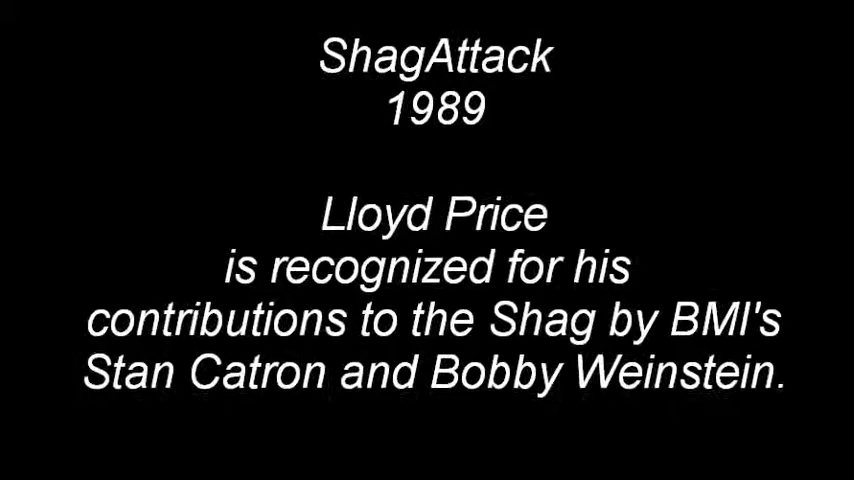 ShagAttack
1989
Lloyd Price
is recognized for his
contributions to the Shag by BMI's
Stan Catron and Bobby Weinstein.